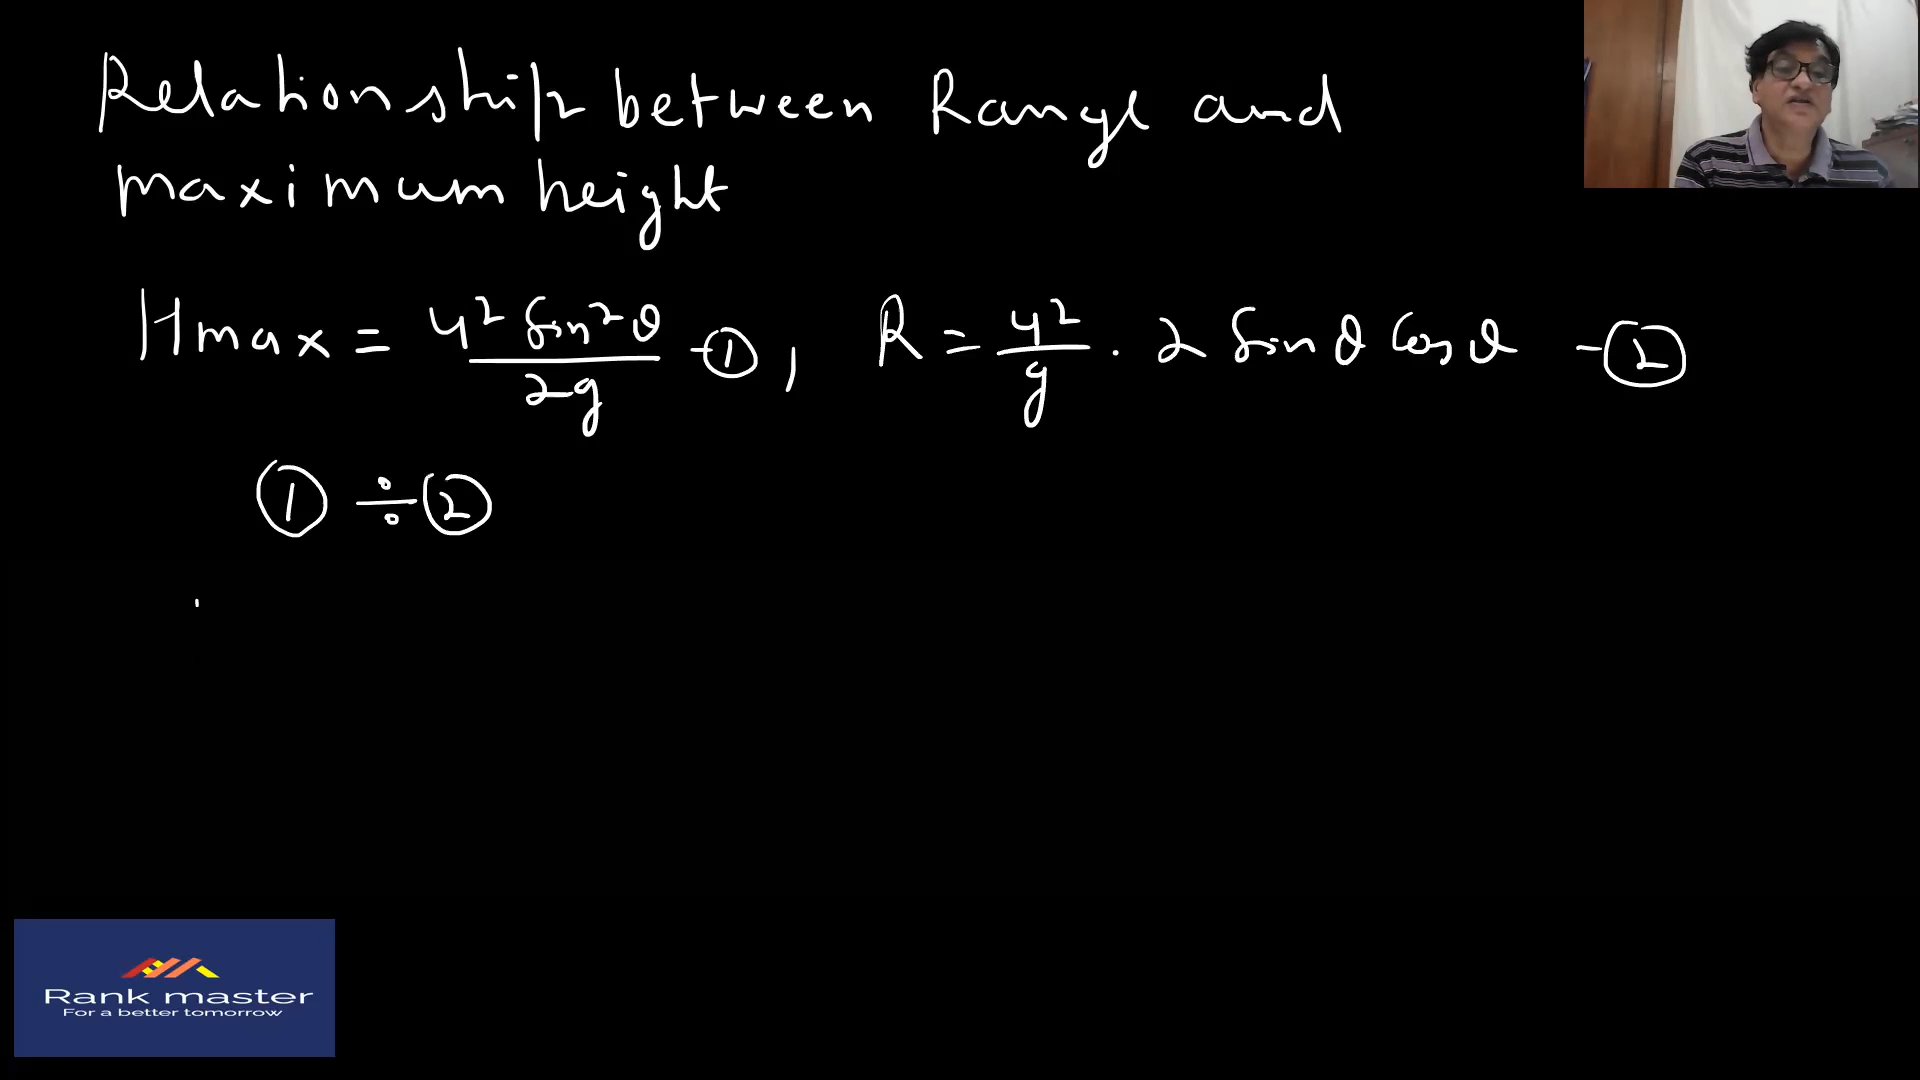 Relationship between Range and
maximum height
Hmax = u² Sin²θ / 2g -①, R = u² / g · 2 Sinθ Cosθ -②
① ÷ ②
Rank master
For a better tomorrow